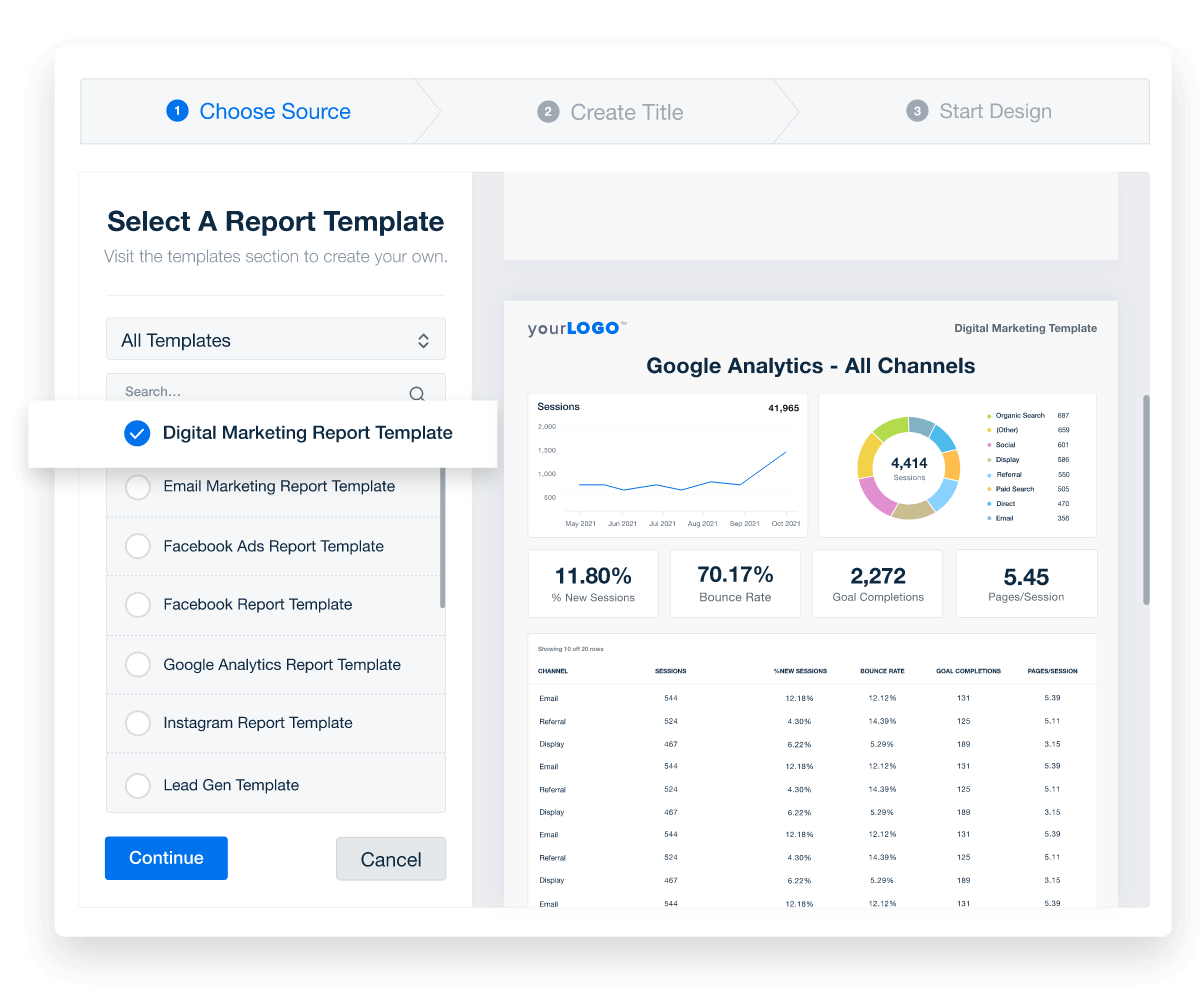 1 Choose Source
2 Create Title
3 Start Design
Select A Report Template
Visit the templates section to create your own.
All Templates
Search...
Digital Marketing Report Template
Email Marketing Report Template
Facebook Ads Report Template
Facebook Report Template
Google Analytics Report Template
Instagram Report Template
Lead Gen Template
Continue
Cancel
yourLOGO™
Digital Marketing Template
Google Analytics - All Channels
Sessions 41,965
2,000
1,500
1,000
500
May 2021 Jun 2021 Jul 2021 Aug 2021 Sep 2021 Oct 2021
4,414
Sessions
Organic Search 687
(Other) 659
Social 601
Display 586
Referral 550
Paid Search 505
Direct 470
Email 356
11.80%
% New Sessions
70.17%
Bounce Rate
2,272
Goal Completions
5.45
Pages/Session
Showing 10 off 20 rows
CHANNEL SESSIONS %NEW SESSIONS BOUNCE RATE GOAL COMPLETIONS PAGES/SESSION
Email 544 12.18% 12.12% 131 5.39
Referral 524 4.30% 14.39% 125 5.11
Display 467 6.22% 5.29% 189 3.15
Email 544 12.18% 12.12% 131 5.39
Referral 524 4.30% 14.39% 125 5.11
Display 467 6.22% 5.29% 189 3.15
Email 544 12.18% 12.12% 131 5.39
Referral 524 4.30% 14.39% 125 5.11
Display 467 6.22% 5.29% 189 3.15
Email 544 12.18% 12.12% 131 5.39